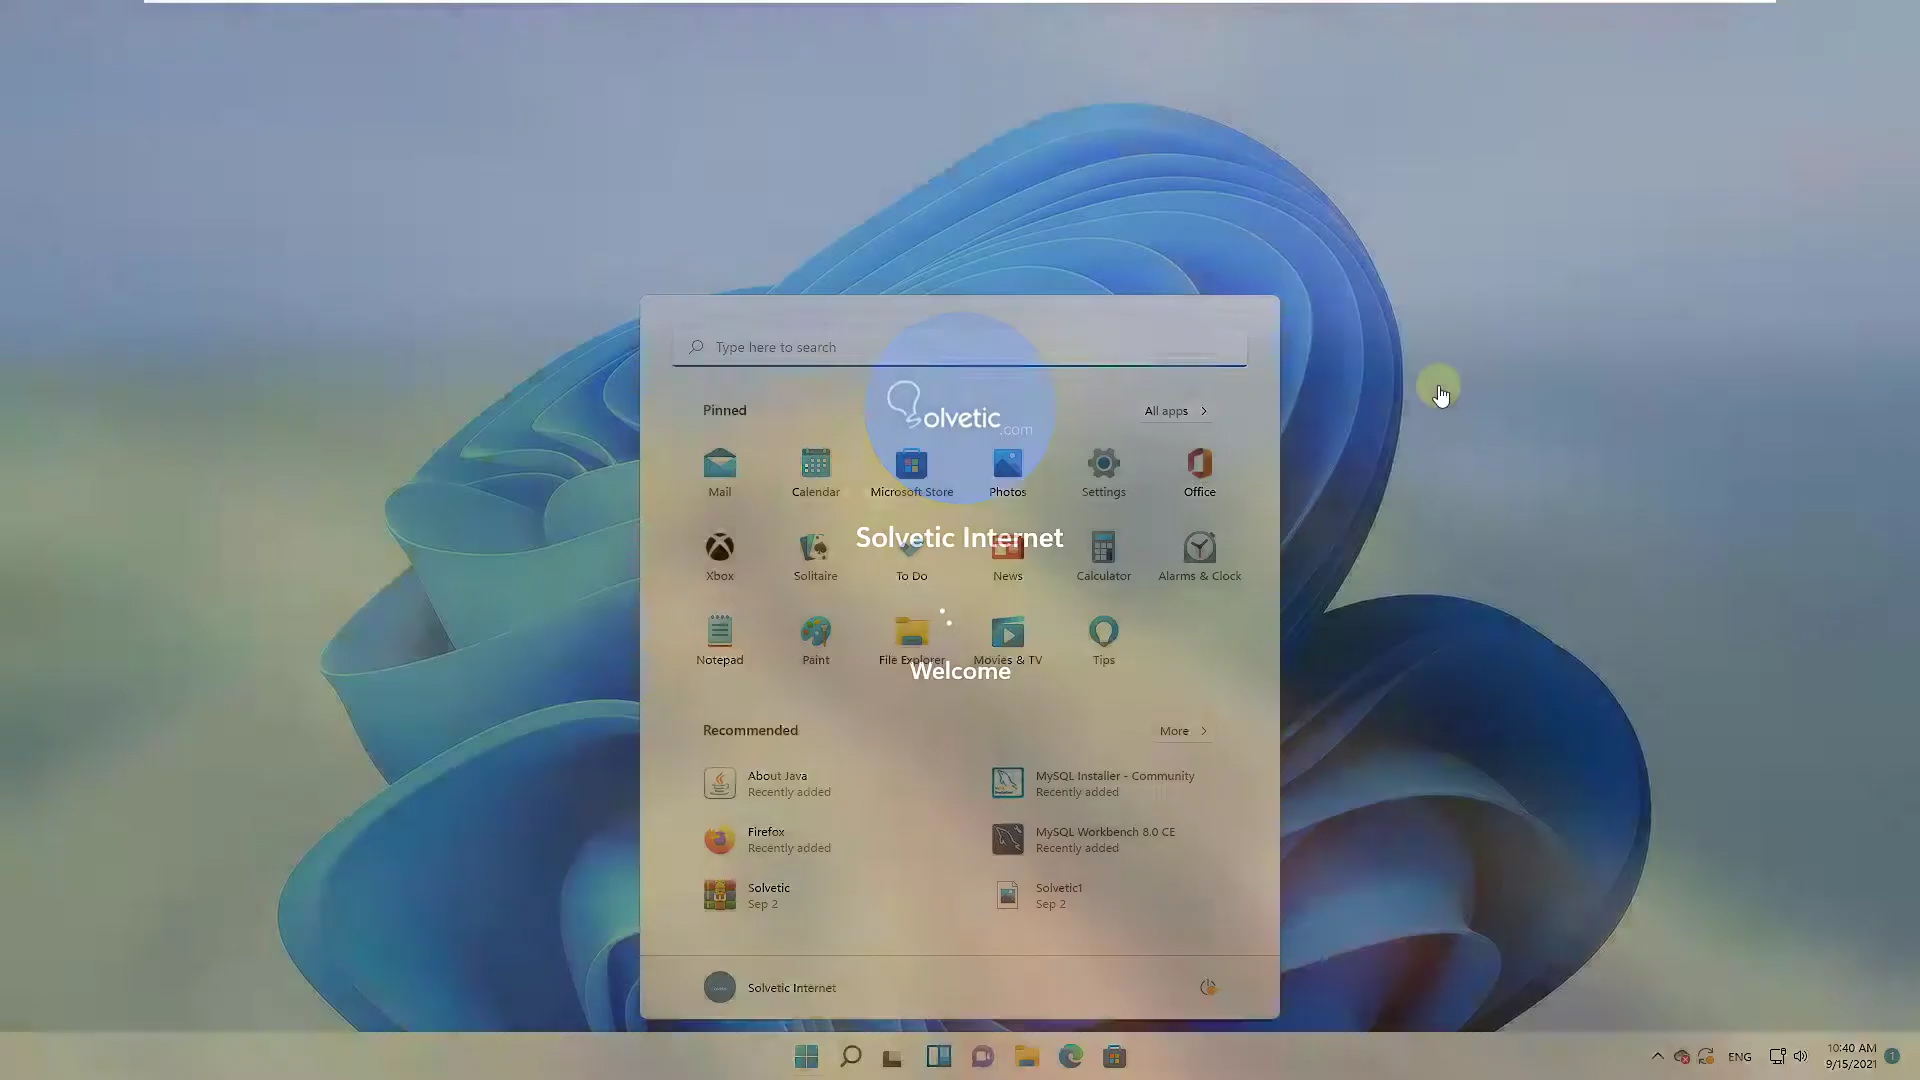 Type here to search
Solvetic
.com
Pinned
All apps
Mail
Calendar
Microsoft Store
Photos
Settings
Office
Solvetic Internet
Xbox
Solitaire
To Do
News
Calculator
Alarms & Clock
Notepad
Paint
File Explorer
Movies & TV
Tips
Welcome
Recommended
More
About Java
Recently added
MySQL Installer - Community
Recently added
Firefox
Recently added
MySQL Workbench 8.0 CE
Recently added
Solvetic
Sep 2
Solvetic1
Sep 2
Solvetic Internet
ENG
10:40 AM
9/15/2021
1